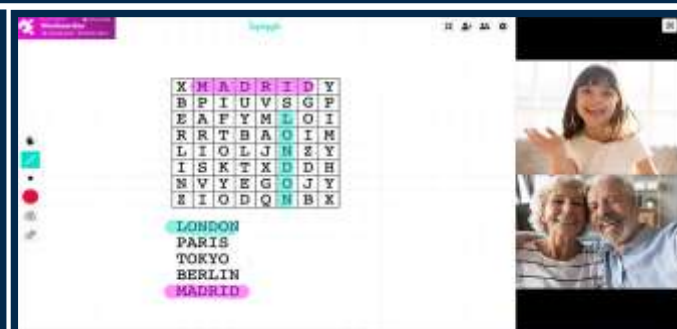 X M A D R I D Y
B P I U V S G P
E A F Y M L O I
R R T B A O I M
L I O L J N Z Y
I S K T X D D H
N V Y E G O J Y
Z I O D Q N B X
LONDON
PARIS
TOKYO
BERLIN
MADRID